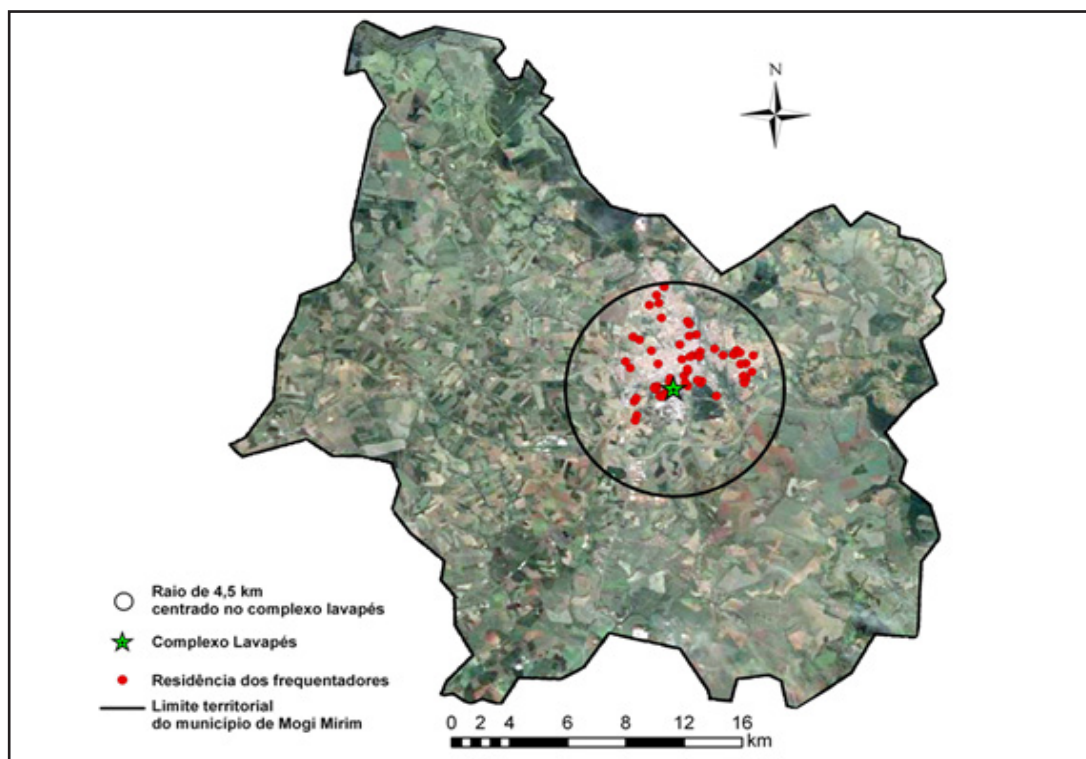 N
Raio de 4,5 km
centrado no complexo lavapés
Complexo Lavapés
Residência dos frequentadores
Limite territorial
do município de Mogi Mirim
0 2 4 6 8 12 16
km